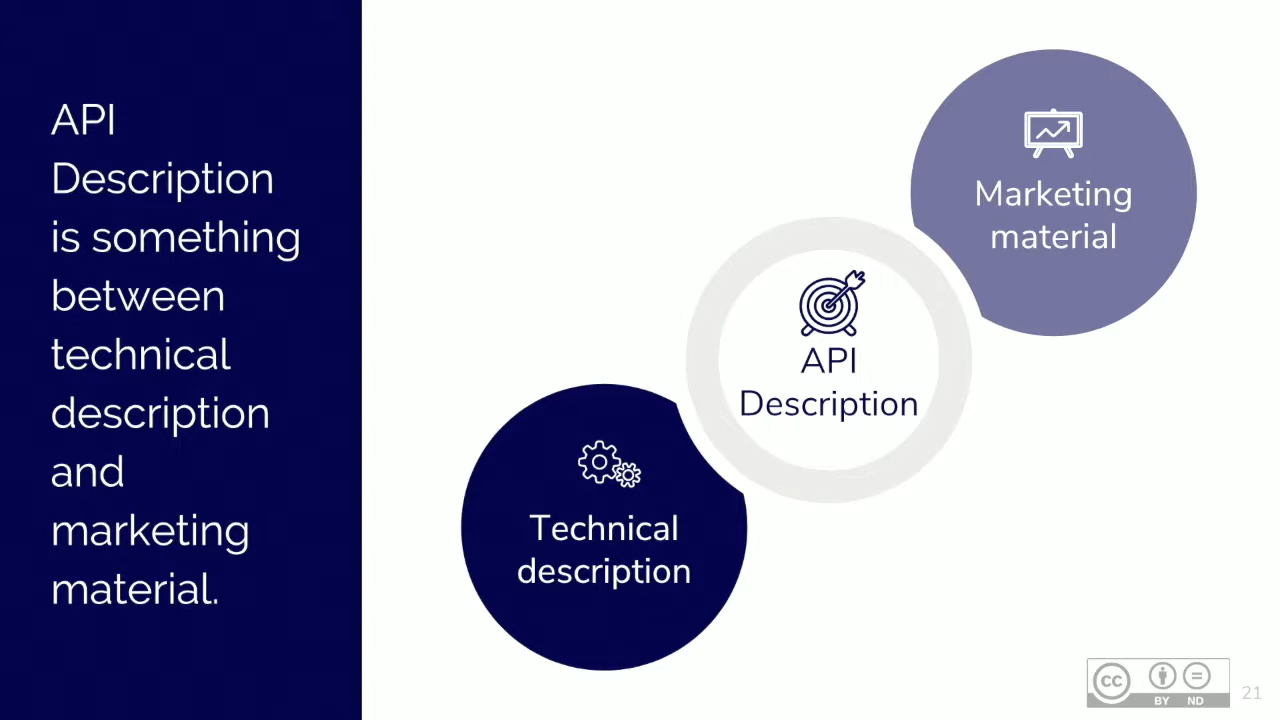 API
Description
is something
between
technical
description
and
marketing
material.
Marketing
material
API
Description
Technical
description
cc
BY ND
21